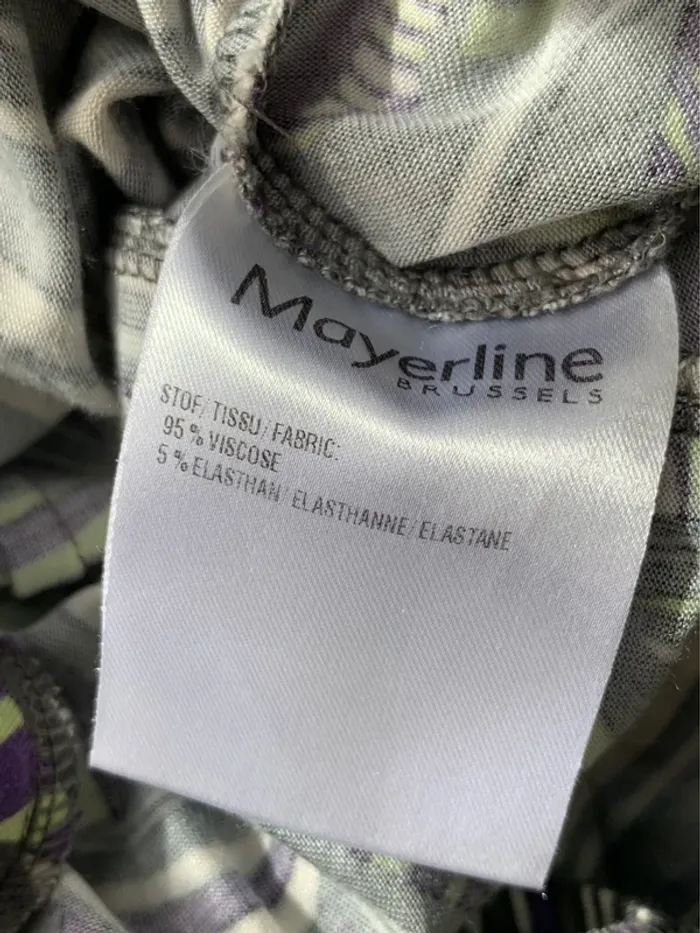 Mayerline
BRUSSELS
STOF/TISSU/FABRIC:
95 % VISCOSE
5 % ELASTHAN/ELASTHANNE/ELASTANE